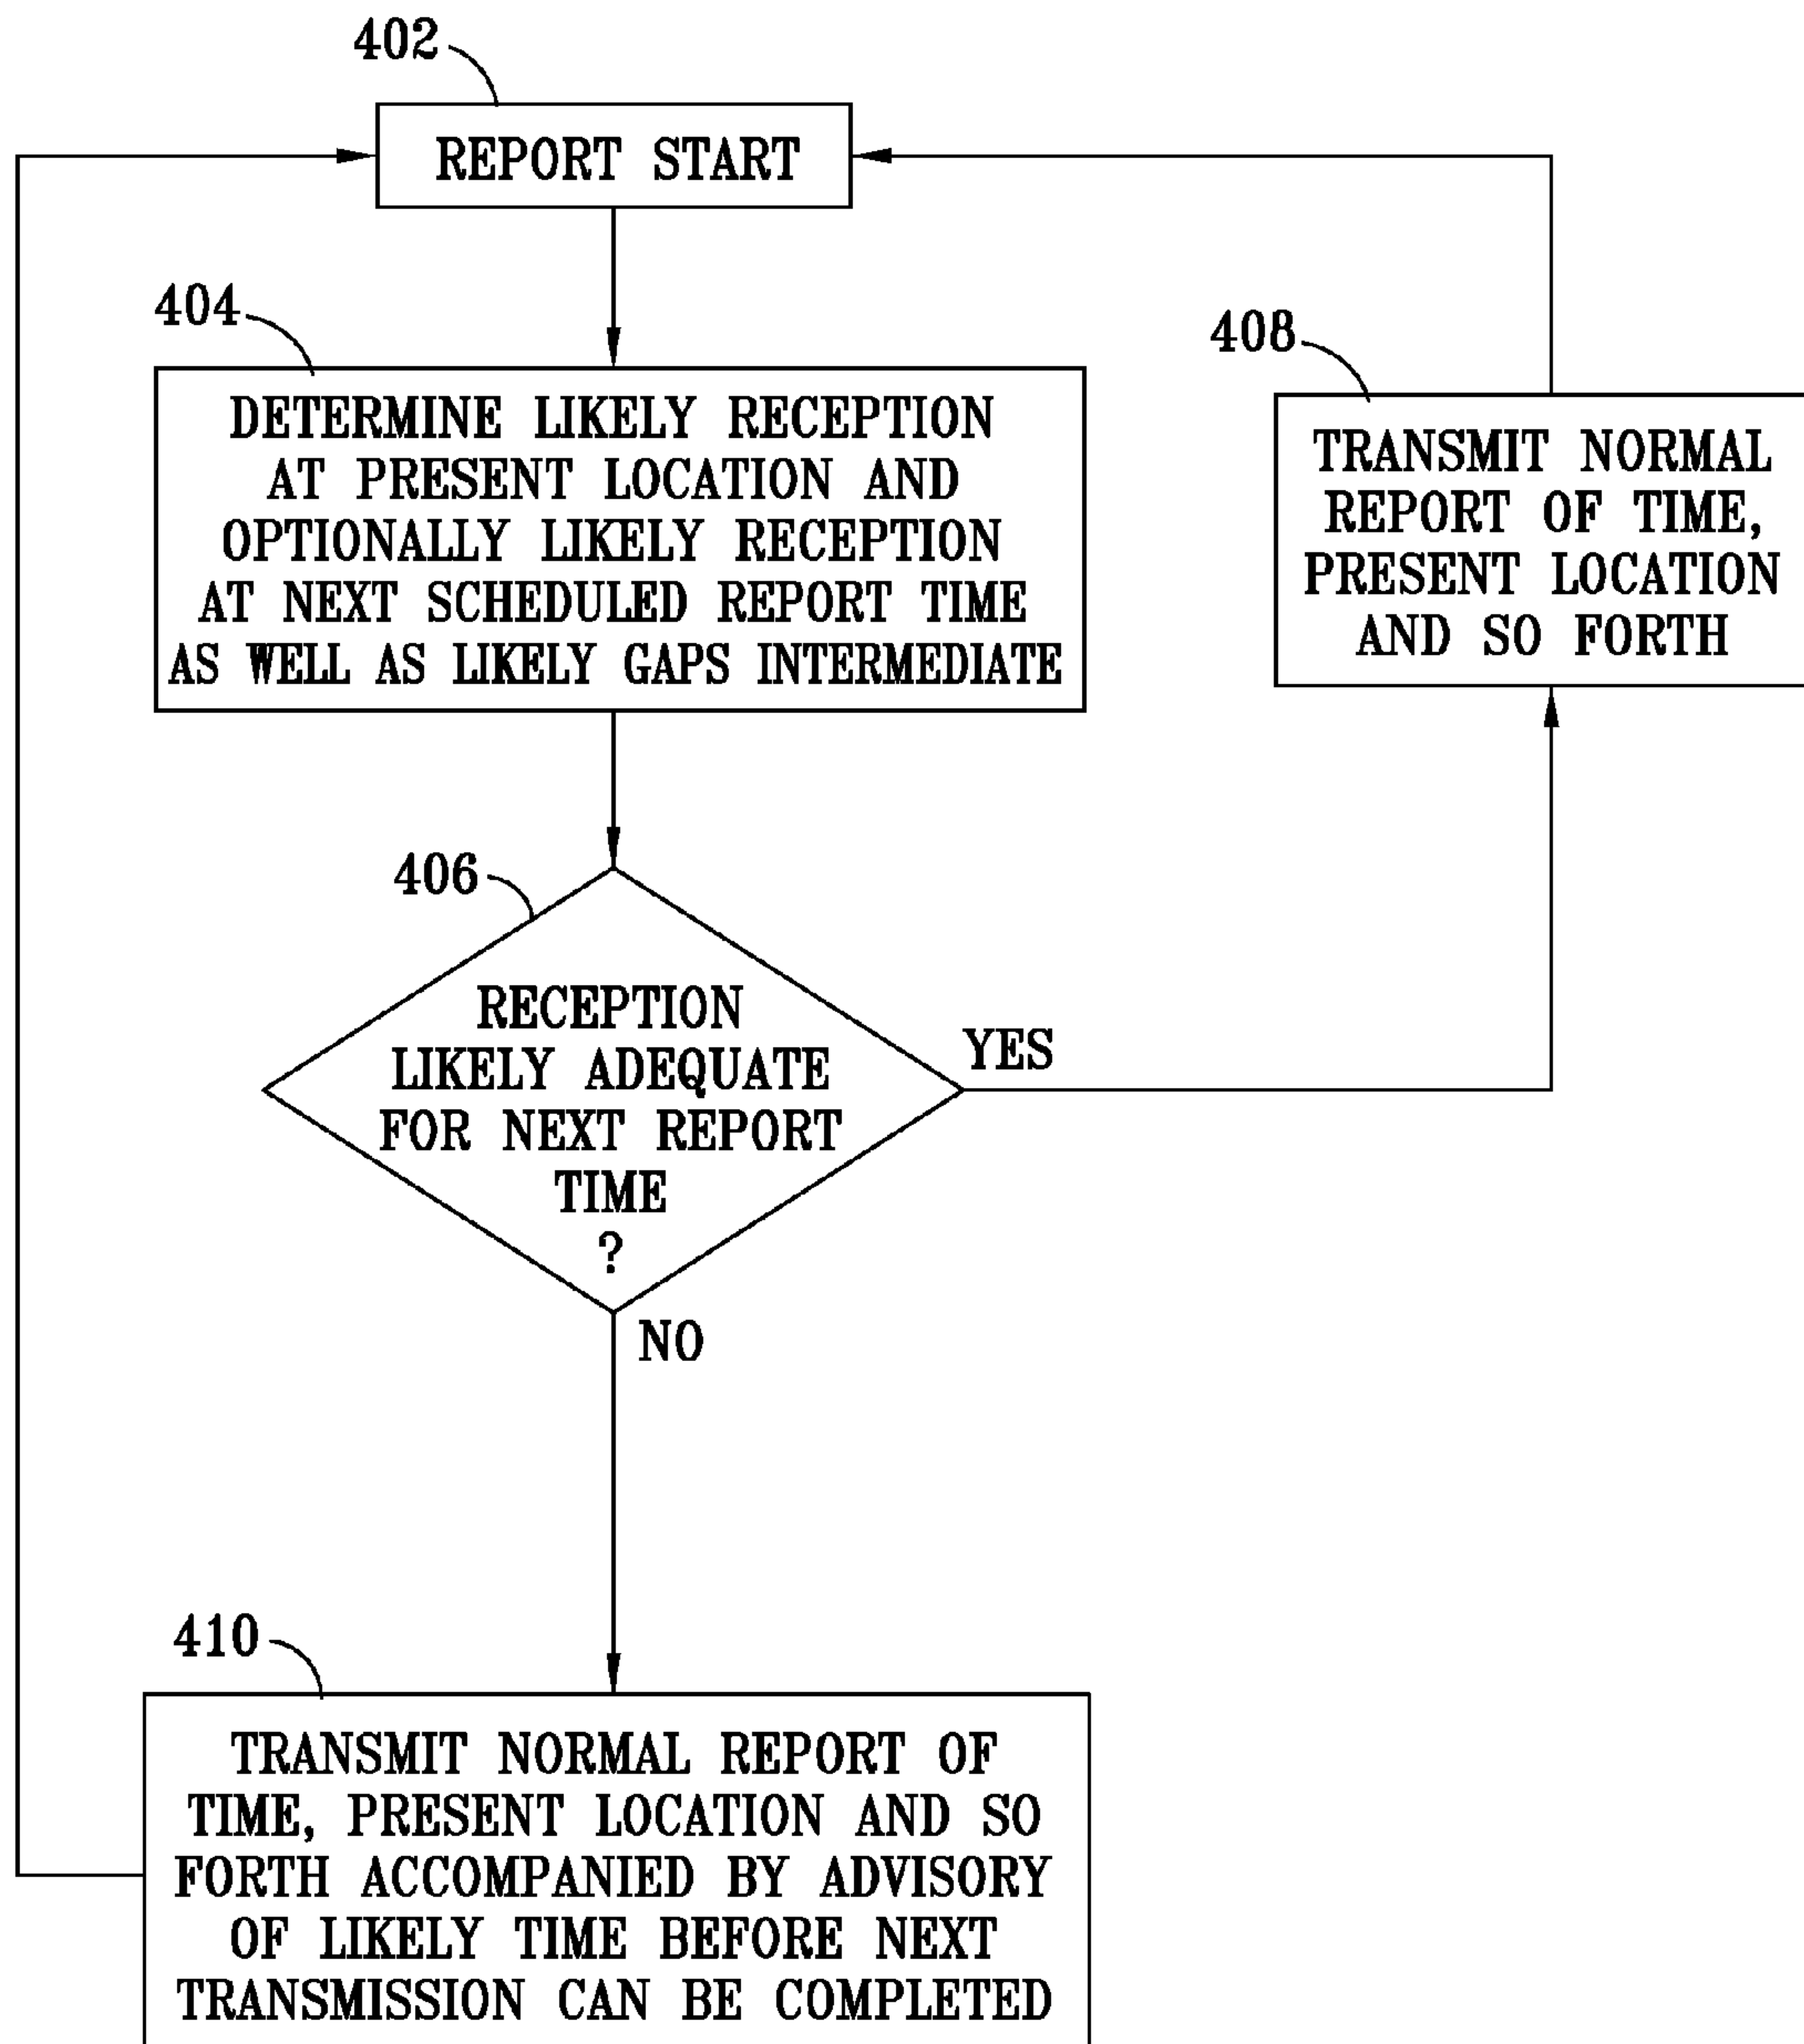 402
REPORT START
404
DETERMINE LIKELY RECEPTION
AT PRESENT LOCATION AND
OPTIONALLY LIKELY RECEPTION
AT NEXT SCHEDULED REPORT TIME
AS WELL AS LIKELY GAPS INTERMEDIATE
408
TRANSMIT NORMAL
REPORT OF TIME,
PRESENT LOCATION
AND SO FORTH
406
RECEPTION
LIKELY ADEQUATE
FOR NEXT REPORT
TIME
?
YES
NO
410
TRANSMIT NORMAL REPORT OF
TIME, PRESENT LOCATION AND SO
FORTH ACCOMPANIED BY ADVISORY
OF LIKELY TIME BEFORE NEXT
TRANSMISSION CAN BE COMPLETED